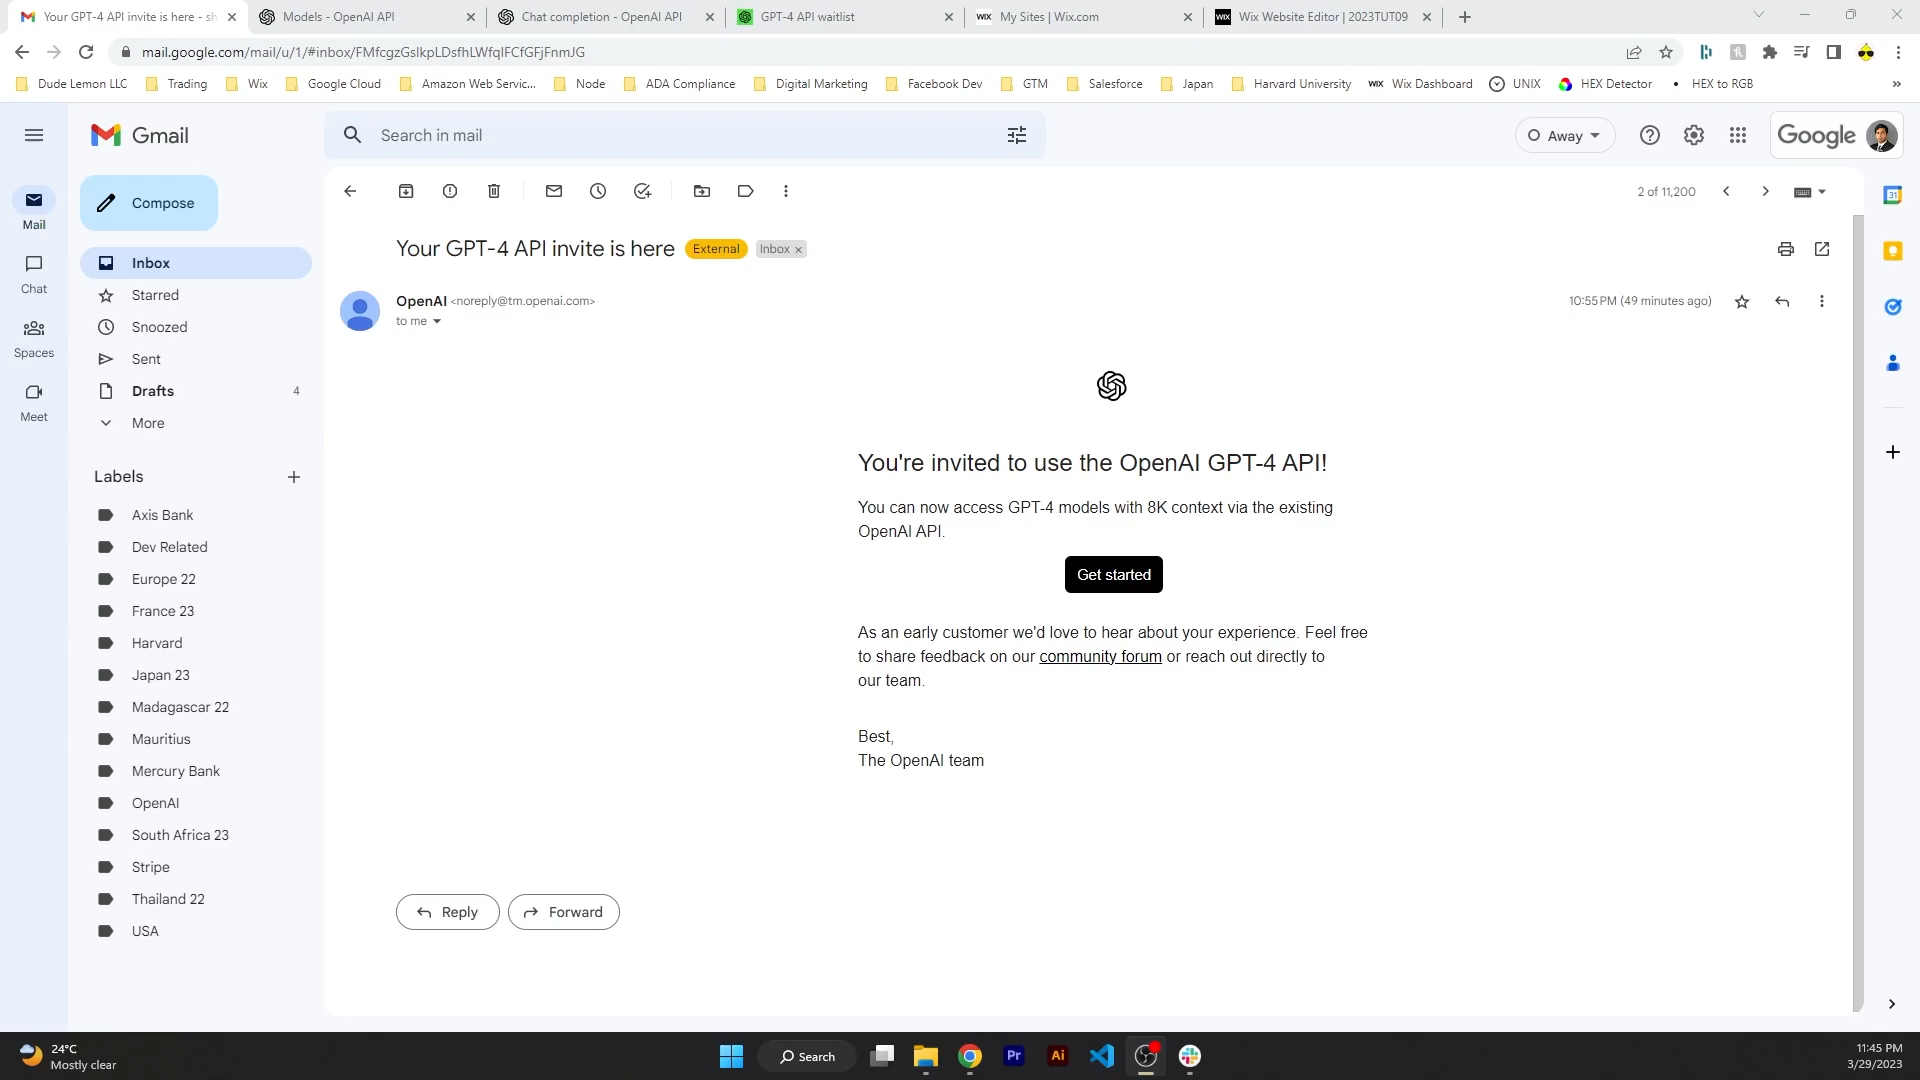 Your GPT-4 API invite is here - sh
Models - OpenAI API
Chat completion - OpenAI API
GPT-4 API waitlist
WIX My Sites | Wix.com
WIX Wix Website Editor | 2023TUT09
mail.google.com/mail/u/1/#inbox/FMfcgzGslkpLDsfhLWfqlFCfGFjFnmJG
Dude Lemon LLC
Trading
Wix
Google Cloud
Amazon Web Servic...
Node
ADA Compliance
Digital Marketing
Facebook Dev
GTM
Salesforce
Japan
Harvard University
WIX Wix Dashboard
UNIX
HEX Detector
HEX to RGB
»
Gmail
Search in mail
Away
Google
Mail
Chat
Spaces
Meet
Compose
Inbox
Starred
Snoozed
Sent
Drafts 4
More
Labels
Axis Bank
Dev Related
Europe 22
France 23
Harvard
Japan 23
Madagascar 22
Mauritius
Mercury Bank
OpenAI
South Africa 23
Stripe
Thailand 22
USA
2 of 11,200
Your GPT-4 API invite is here External Inbox ×
OpenAI <noreply@tm.openai.com>
to me
10:55 PM (49 minutes ago)
You're invited to use the OpenAI GPT-4 API!
You can now access GPT-4 models with 8K context via the existing
OpenAI API.
Get started
As an early customer we'd love to hear about your experience. Feel free
to share feedback on our community forum or reach out directly to
our team.
Best,
The OpenAI team
Reply
Forward
31
24°C
Mostly clear
Search
Pr
Ai
11:45 PM
3/29/2023